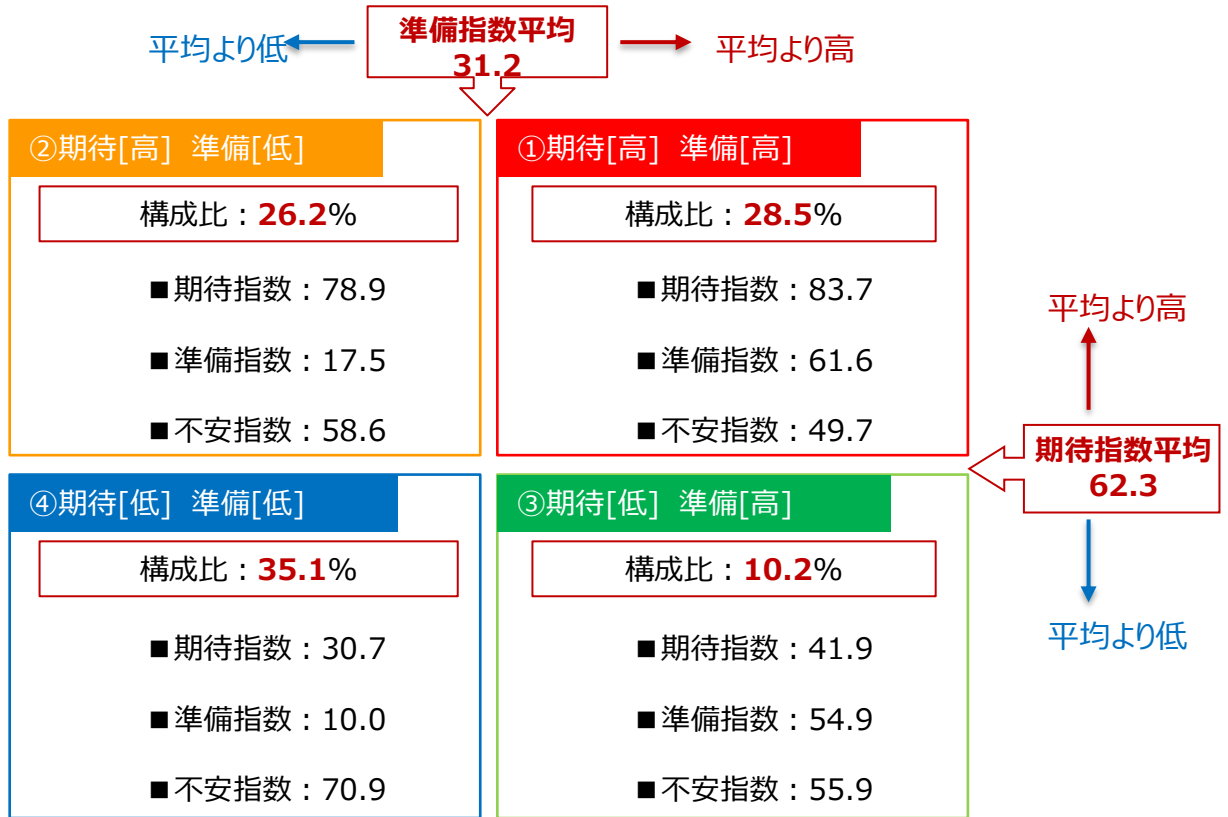 平均より低
準備指数平均
31.2
平均より高
②期待[高] 準備[低]
構成比：26.2%
■期待指数：78.9
■準備指数：17.5
■不安指数：58.6
①期待[高] 準備[高]
構成比：28.5%
■期待指数：83.7
■準備指数：61.6
■不安指数：49.7
平均より高
期待指数平均
62.3
平均より低
④期待[低] 準備[低]
構成比：35.1%
■期待指数：30.7
■準備指数：10.0
■不安指数：70.9
③期待[低] 準備[高]
構成比：10.2%
■期待指数：41.9
■準備指数：54.9
■不安指数：55.9